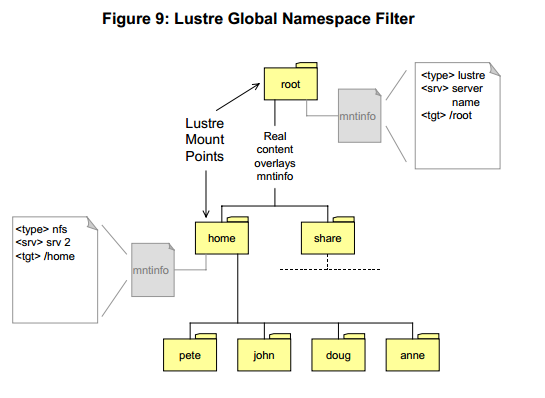 Figure 9: Lustre Global Namespace Filter
root
<type> lustre
<srv> server
name
<tgt> /root
mntinfo
Lustre
Mount
Points
Real
content
overlays
mntinfo
<type> nfs
<srv> srv 2
<tgt> /home
mntinfo
home
share
pete
john
doug
anne